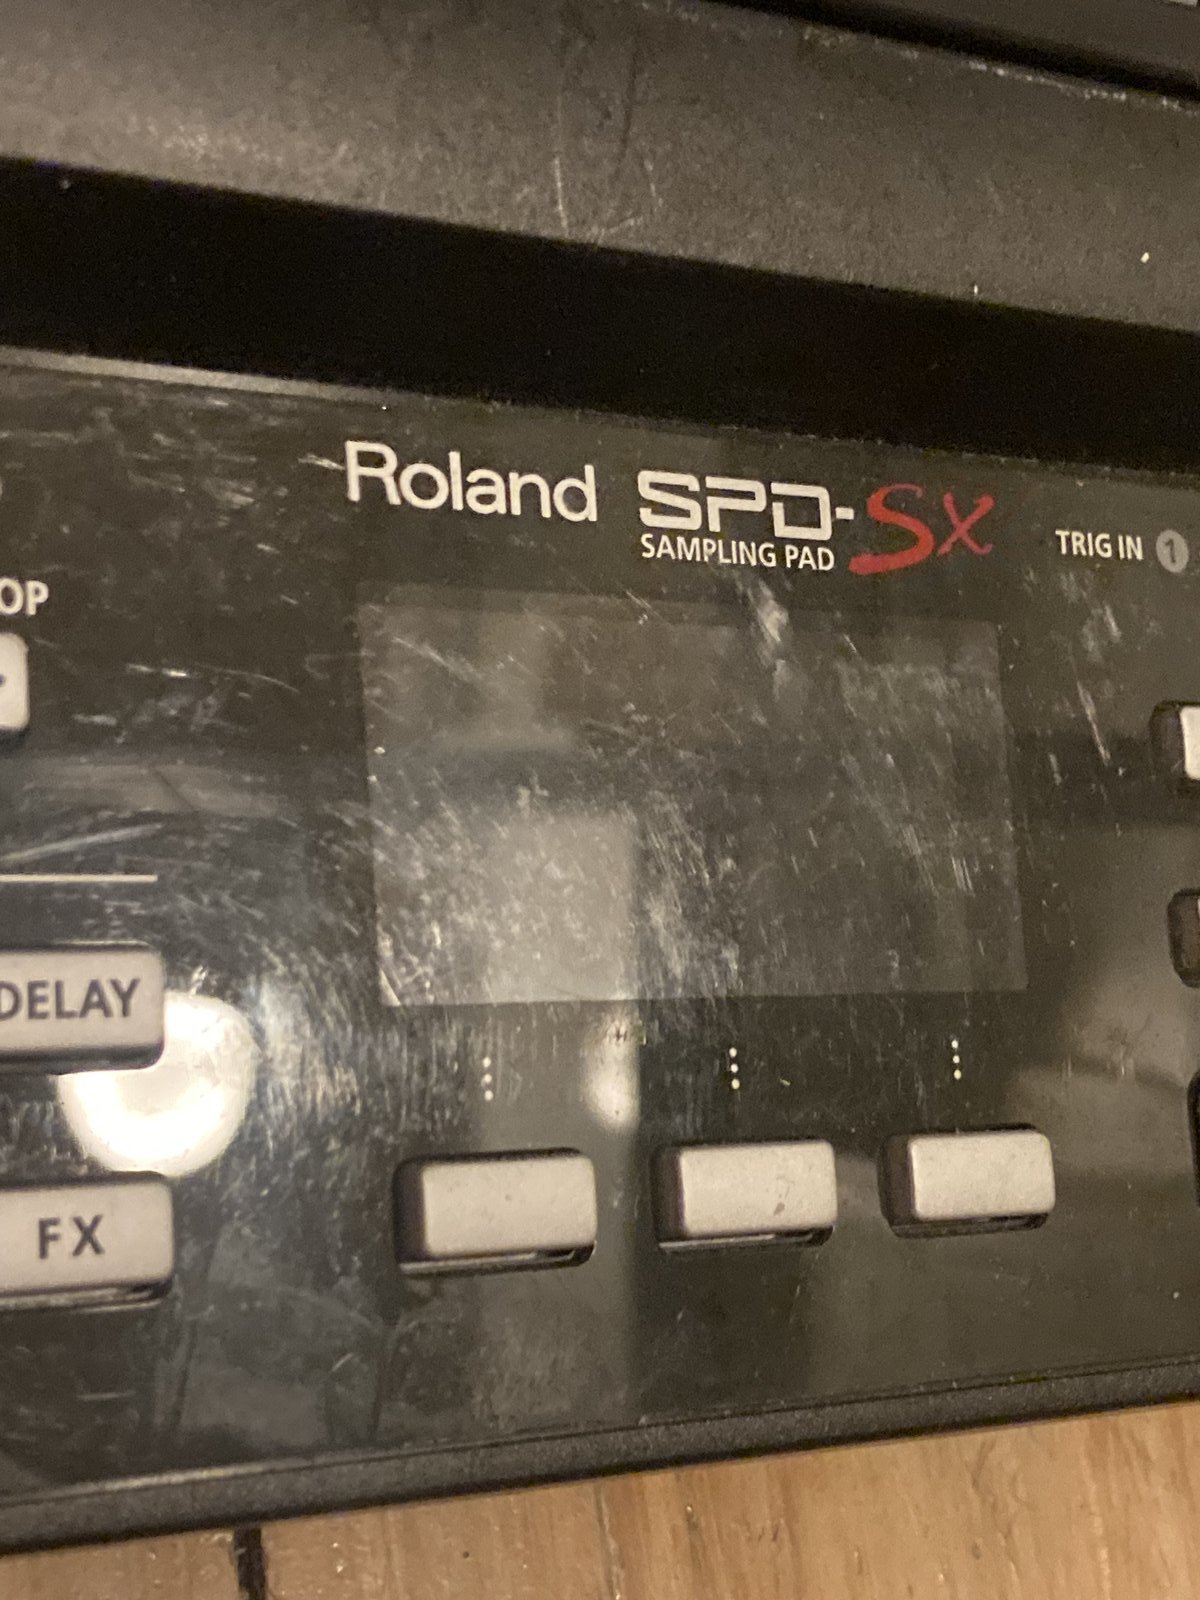 Roland SPD-SX
SAMPLING PAD
TRIG IN 1
OP
DELAY
FX